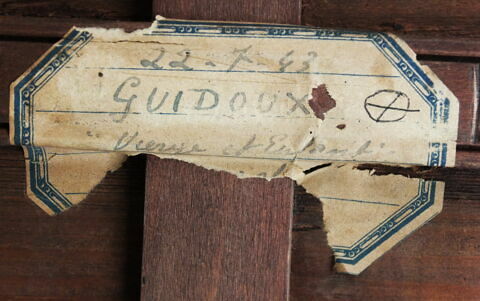 22-7-43
GUIDOUX
"Vierge et Enfant"